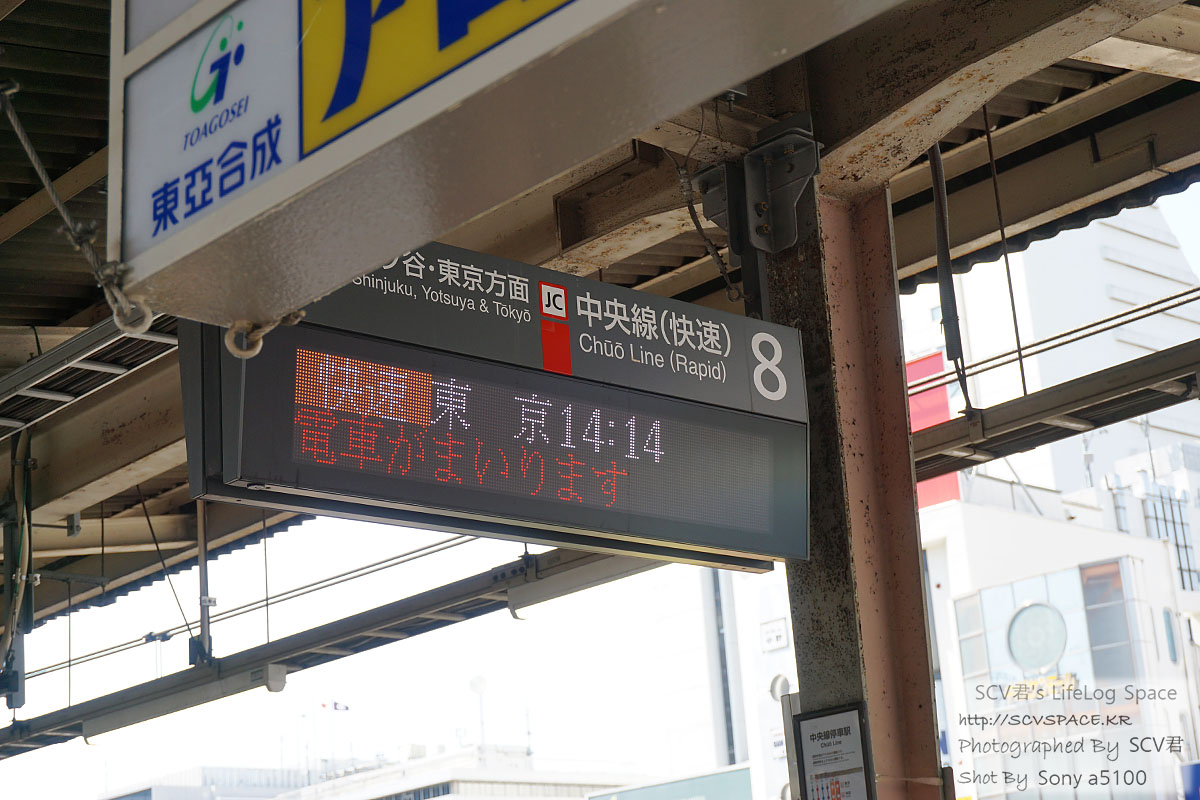 TOAGOSEI
東亞合成
谷・東京方面
Shinjuku, Yotsuya & Tōkyō
JC
中央線(快速)
Chūō Line (Rapid)
8
快速 東 京 14:14
電車がまいります
中央線停車駅
Chūō Line
SCV君's LifeLog Space
http://SCVSPACE.KR
Photographed By SCV君
Shot By Sony a5100